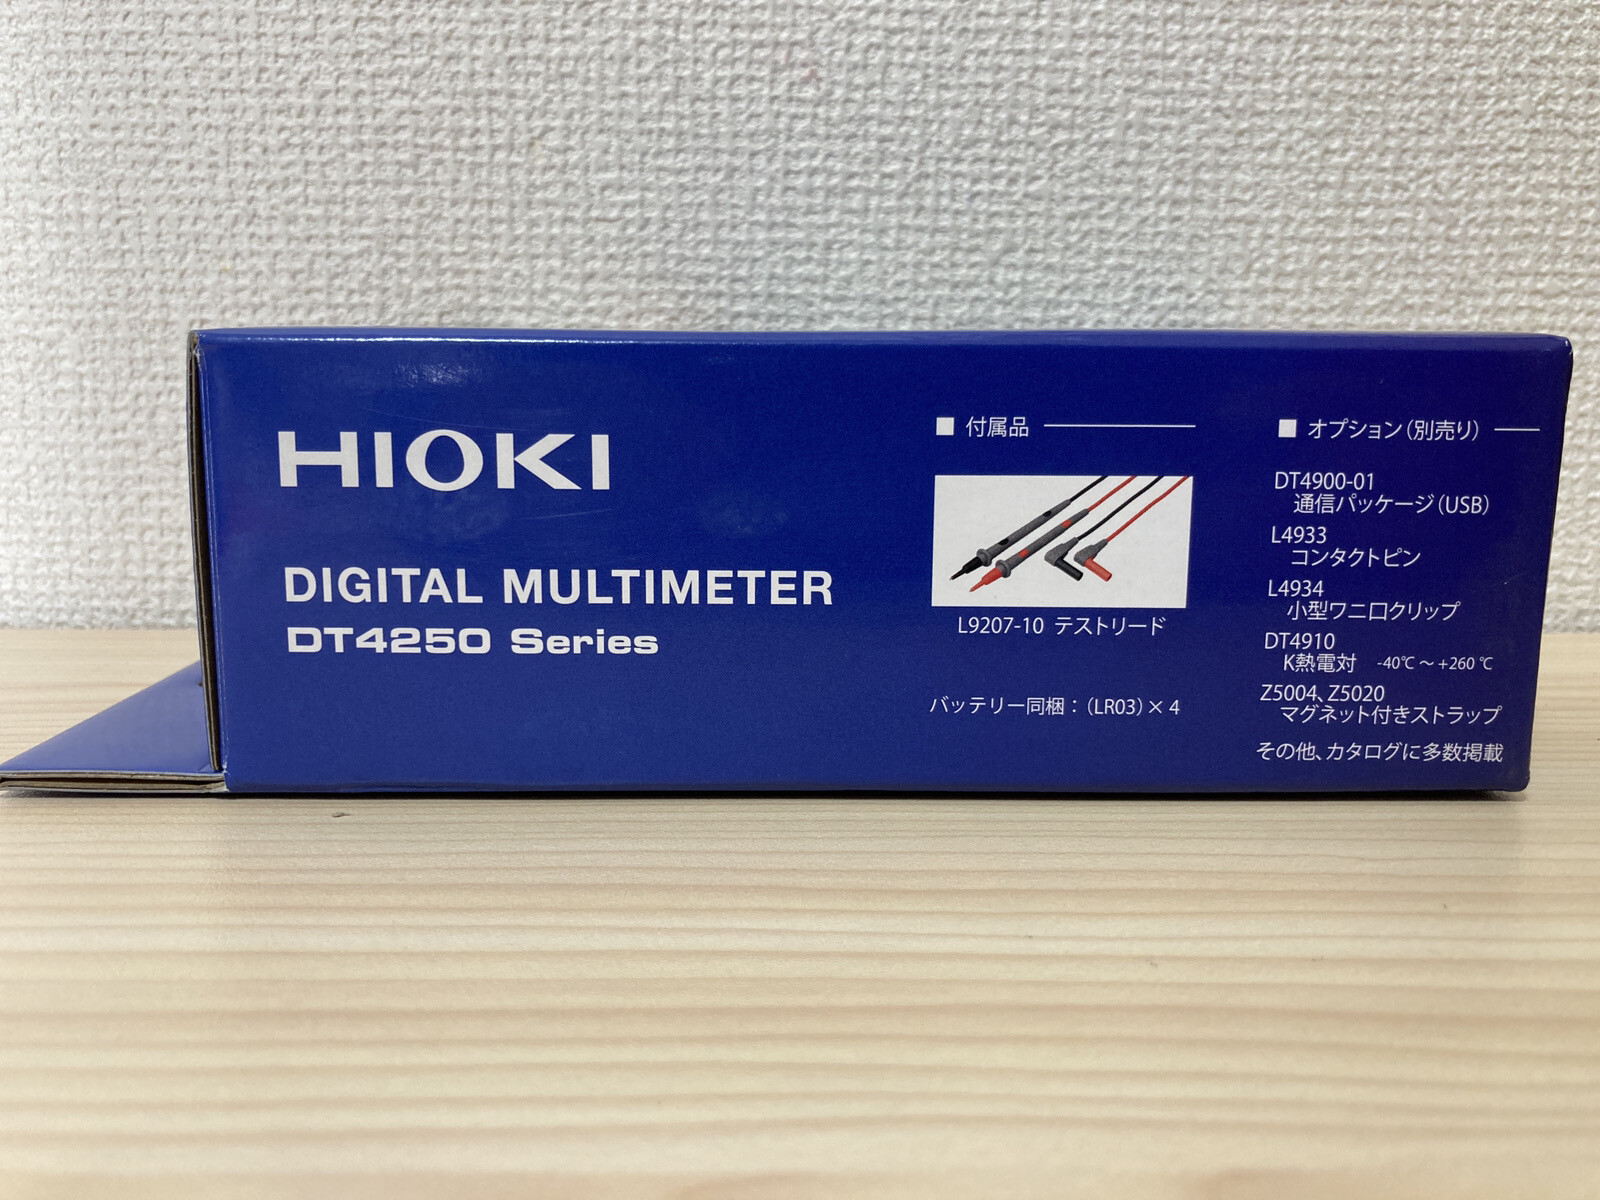 HIOKI
DIGITAL MULTIMETER
DT4250 Series
■ 付属品
L9207-10 テストリード
バッテリー同梱：（LR03）× 4
■ オプション（別売り）
DT4900-01
通信パッケージ（USB）
L4933
コンタクトピン
L4934
小型ワニ口クリップ
DT4910
K熱電対 -40℃ ～ +260 ℃
Z5004、Z5020
マグネット付きストラップ
その他、カタログに多数掲載